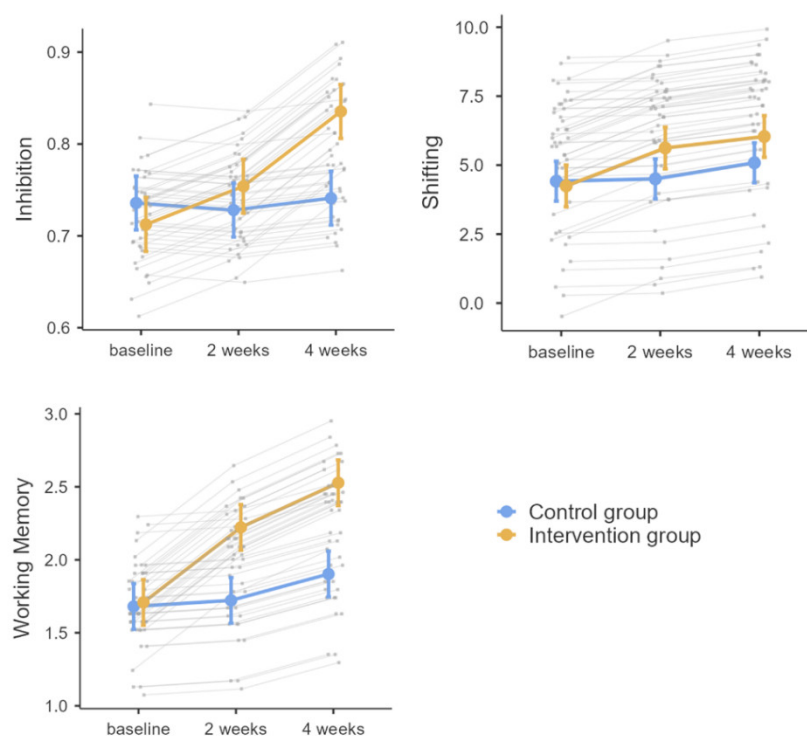 Inhibition
0.9
0.8
0.7
0.6
baseline 2 weeks 4 weeks
Shifting
10.0
7.5
5.0
2.5
0.0
baseline 2 weeks 4 weeks
Working Memory
3.0
2.5
2.0
1.5
1.0
baseline 2 weeks 4 weeks
Control group
Intervention group